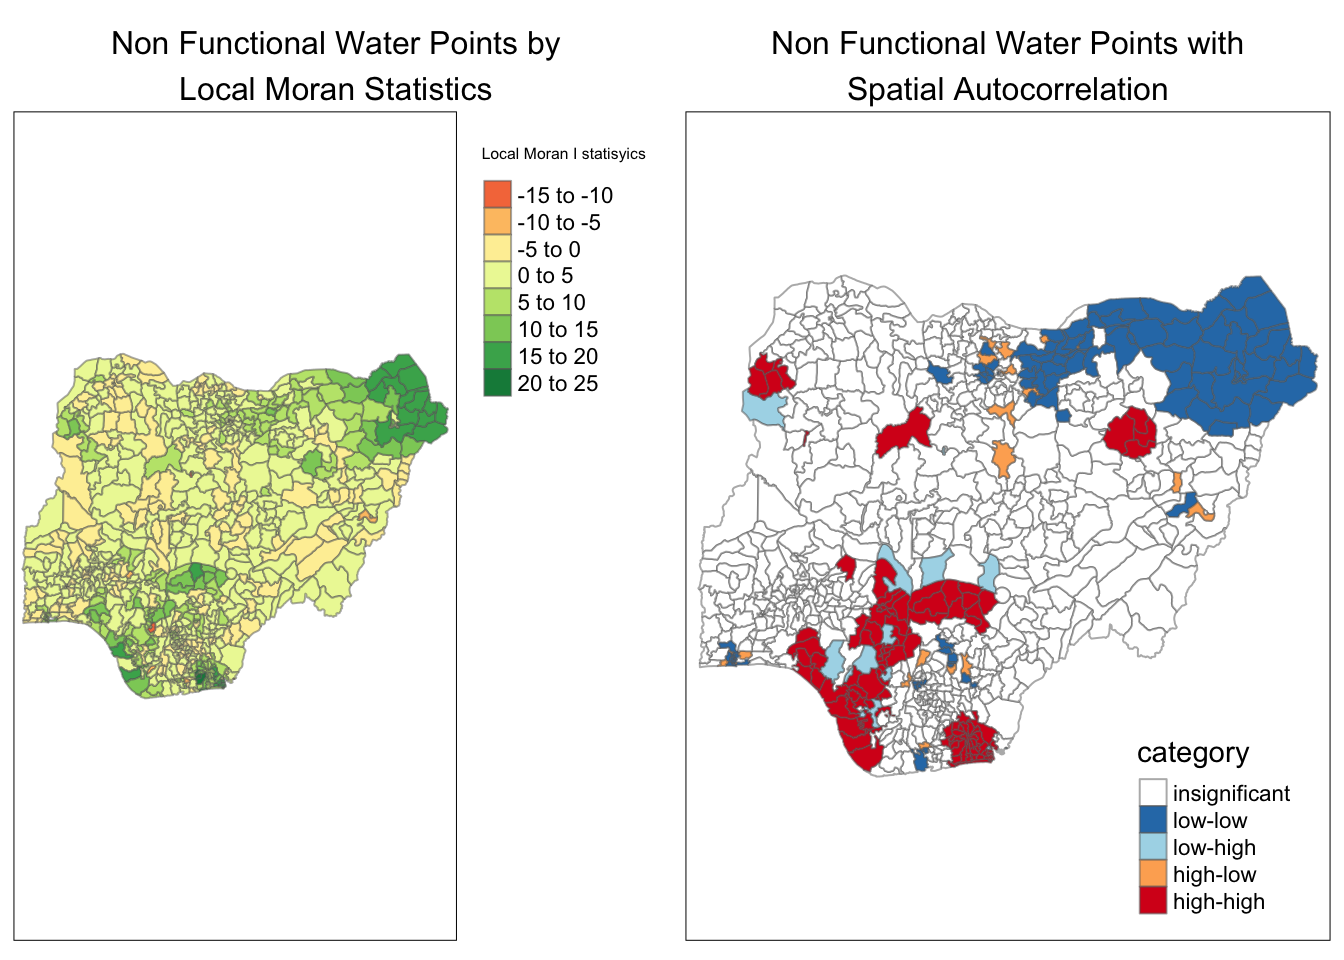 Non Functional Water Points by
Local Moran Statistics
Local Moran I statisyics
-15 to -10
-10 to -5
-5 to 0
0 to 5
5 to 10
10 to 15
15 to 20
20 to 25
Non Functional Water Points with
Spatial Autocorrelation
category
insignificant
low-low
low-high
high-low
high-high